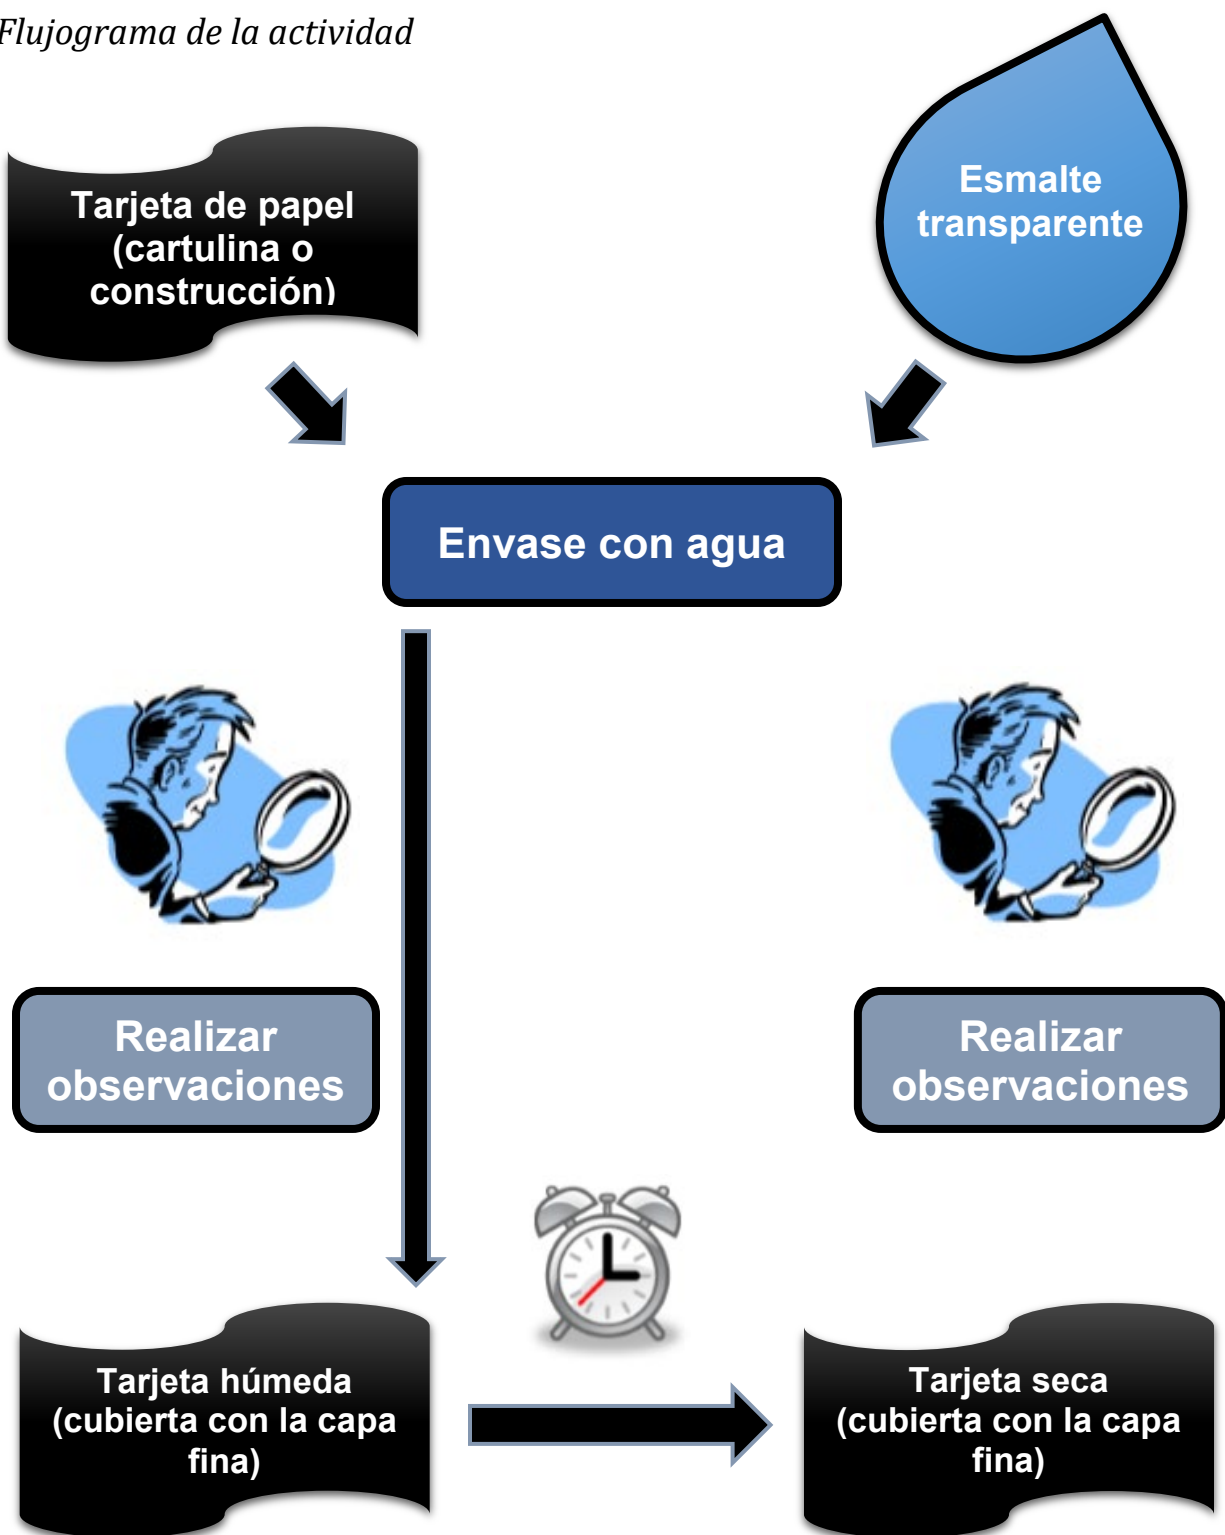 Flujograma de la actividad
Tarjeta de papel
(cartulina o
construcción)
Esmalte
transparente
Envase con agua
Realizar
observaciones
Realizar
observaciones
Tarjeta húmeda
(cubierta con la capa
fina)
Tarjeta seca
(cubierta con la capa
fina)